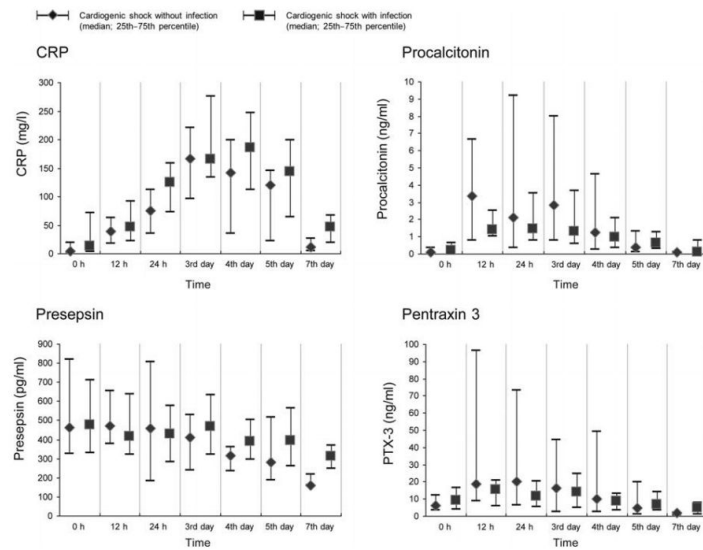 Cardiogenic shock without infection
(median; 25th–75th percentile)
Cardiogenic shock with infection
(median; 25th–75th percentile)
CRP
CRP (mg/l)
300
250
200
150
100
50
0
0 h 12 h 24 h 3rd day 4th day 5th day 7th day
Time
Procalcitonin
Procalcitonin (ng/ml)
10
9
8
7
6
5
4
3
2
1
0
0 h 12 h 24 h 3rd day 4th day 5th day 7th day
Time
Presepsin
Presepsin (pg/ml)
900
800
700
600
500
400
300
200
100
0
0 h 12 h 24 h 3rd day 4th day 5th day 7th day
Time
Pentraxin 3
PTX-3 (ng/ml)
100
90
80
70
60
50
40
30
20
10
0
0 h 12 h 24 h 3rd day 4th day 5th day 7th day
Time